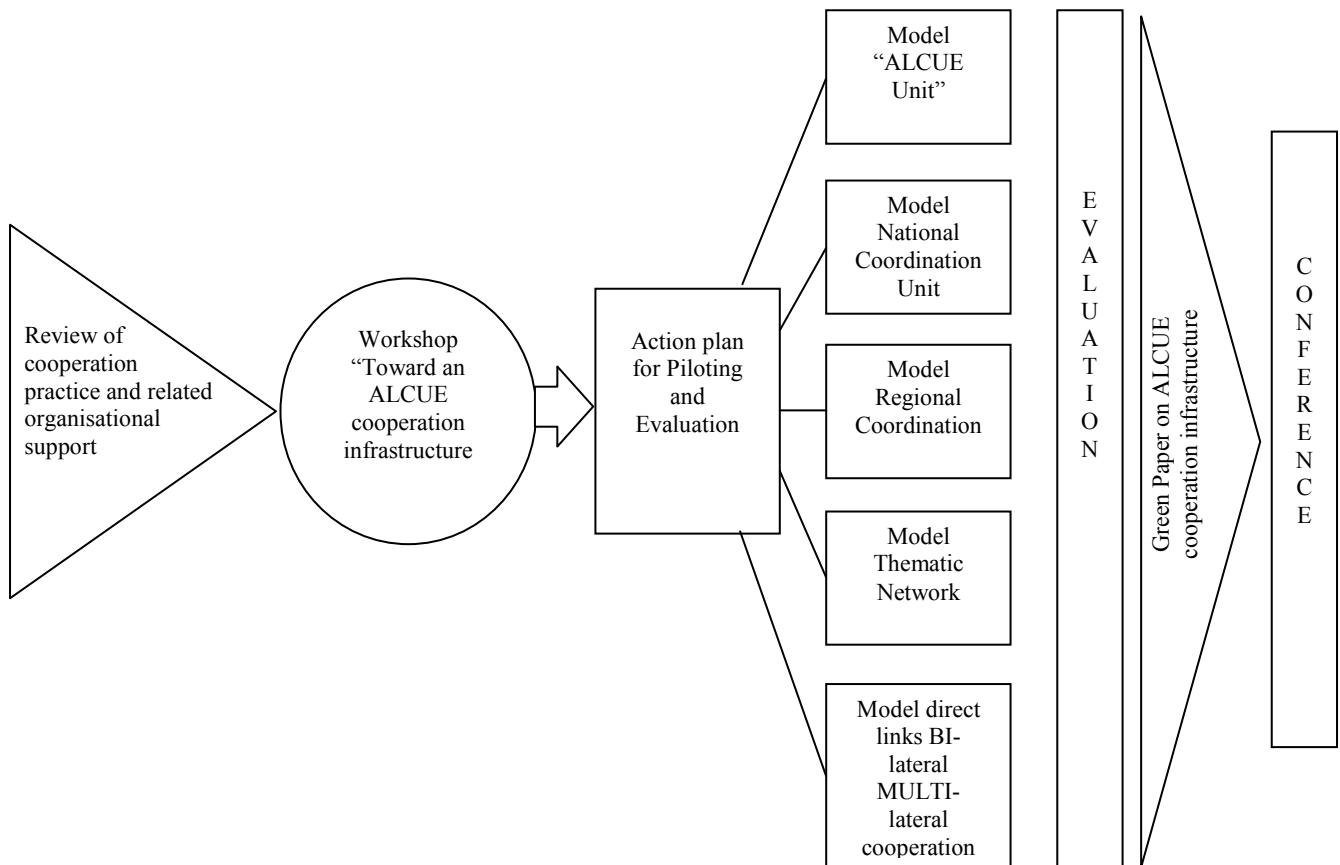 Review of
cooperation
practice and related
organisational
support
Workshop
“Toward an
ALCUE
cooperation
infrastructure
Action plan
for Piloting
and
Evaluation
Model
“ALCUE
Unit”
Model
National
Coordination
Unit
Model
Regional
Coordination
Model
Thematic
Network
Model direct
links BI-
lateral
MULTI-
lateral
cooperation
E
V
A
L
U
A
T
I
O
N
Green Paper on ALCUE
cooperation infrastructure
C
O
N
F
E
R
E
N
C
E